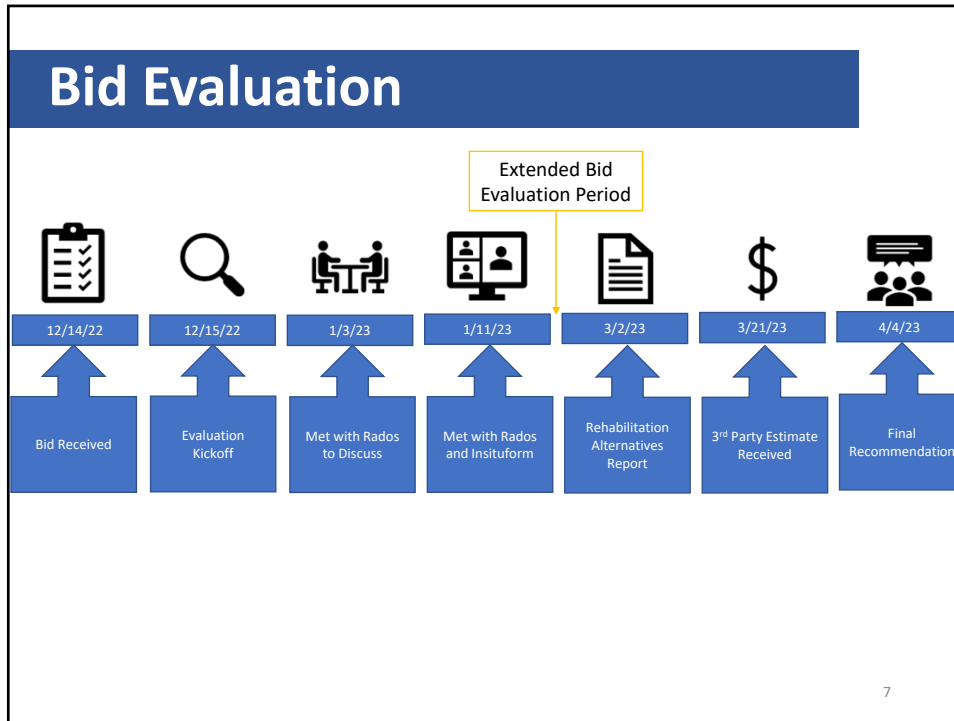 Bid Evaluation
Extended Bid
Evaluation Period
12/14/22
12/15/22
1/3/23
1/11/23
3/2/23
3/21/23
4/4/23
Bid Received
Evaluation
Kickoff
Met with Rados
to Discuss
Met with Rados
and Insituform
Rehabilitation
Alternatives
Report
3rd Party Estimate
Received
Final
Recommendation
7